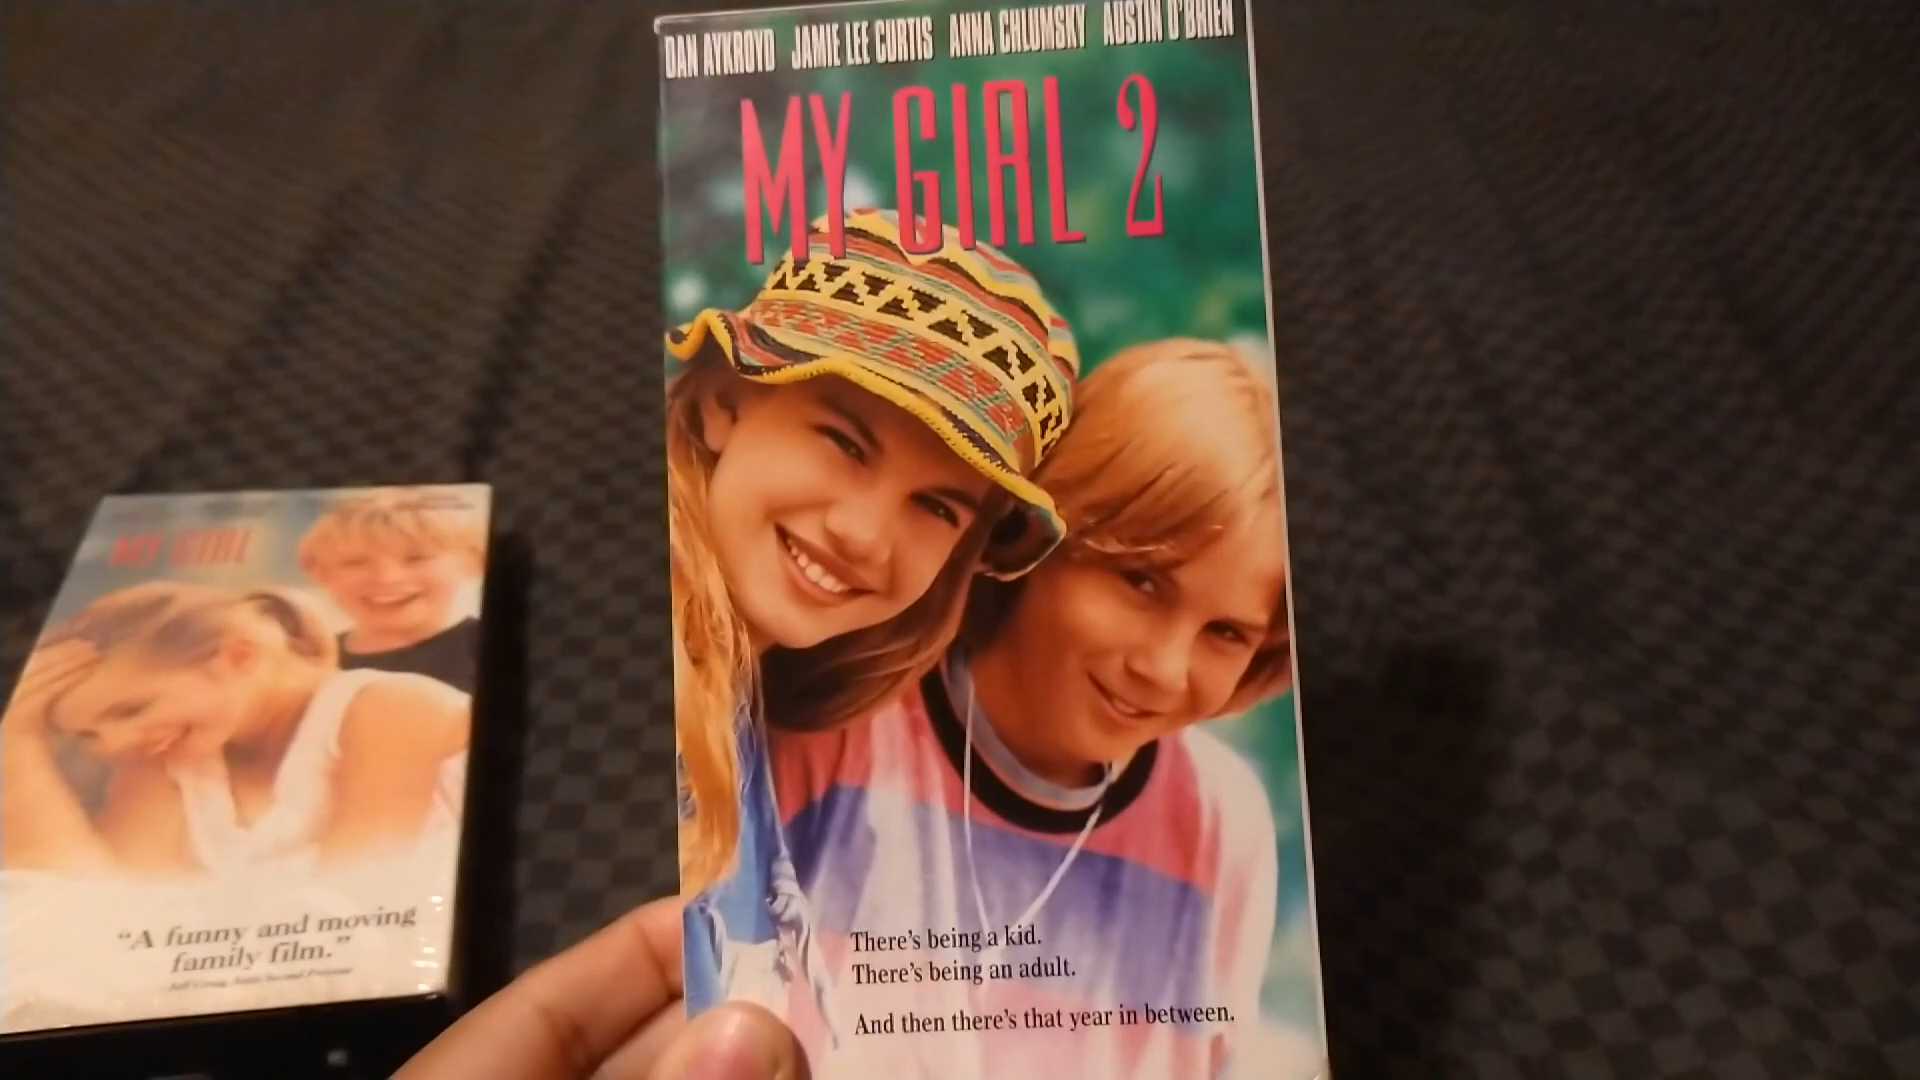 DAN AYKROYD JAMIE LEE CURTIS ANNA CHLUMSKY AUSTIN O'BRIEN
MY GIRL 2
There's being a kid.
There's being an adult.
And then there's that year in between.
MY GIRL
"A funny and moving
family film."